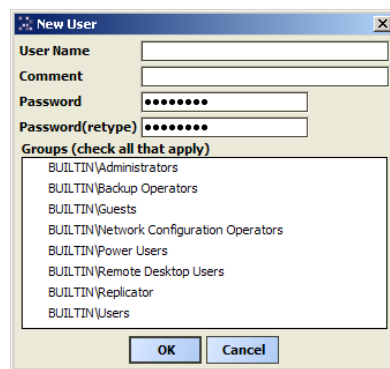 New User
User Name
Comment
Password ●●●●●●●●
Password(retype) ●●●●●●●●
Groups (check all that apply)
BUILTIN\Administrators
BUILTIN\Backup Operators
BUILTIN\Guests
BUILTIN\Network Configuration Operators
BUILTIN\Power Users
BUILTIN\Remote Desktop Users
BUILTIN\Replicator
BUILTIN\Users
OK Cancel